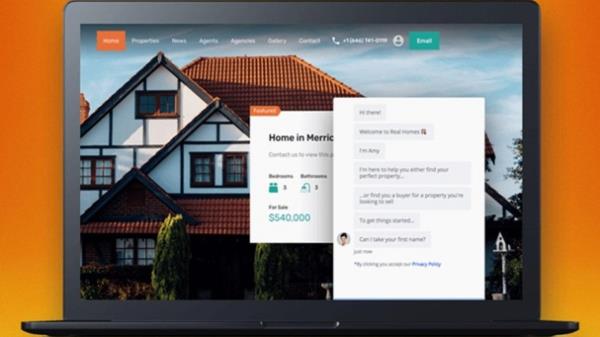 Home Properties News Agents Agencies Gallery Contact +1 (646) 741-0119 Email
Featured
Home in Merric
Contact us to view this p
Bedrooms Bathrooms
3 3
For Sale
$540,000
Hi there!
Welcome to Real Homes
I'm Amy
I'm here to help you either find your
perfect property...
...or find you a buyer for a property you're
looking to sell
To get things started...
Can I take your first name?
just now
*By clicking you accept our Privacy Policy